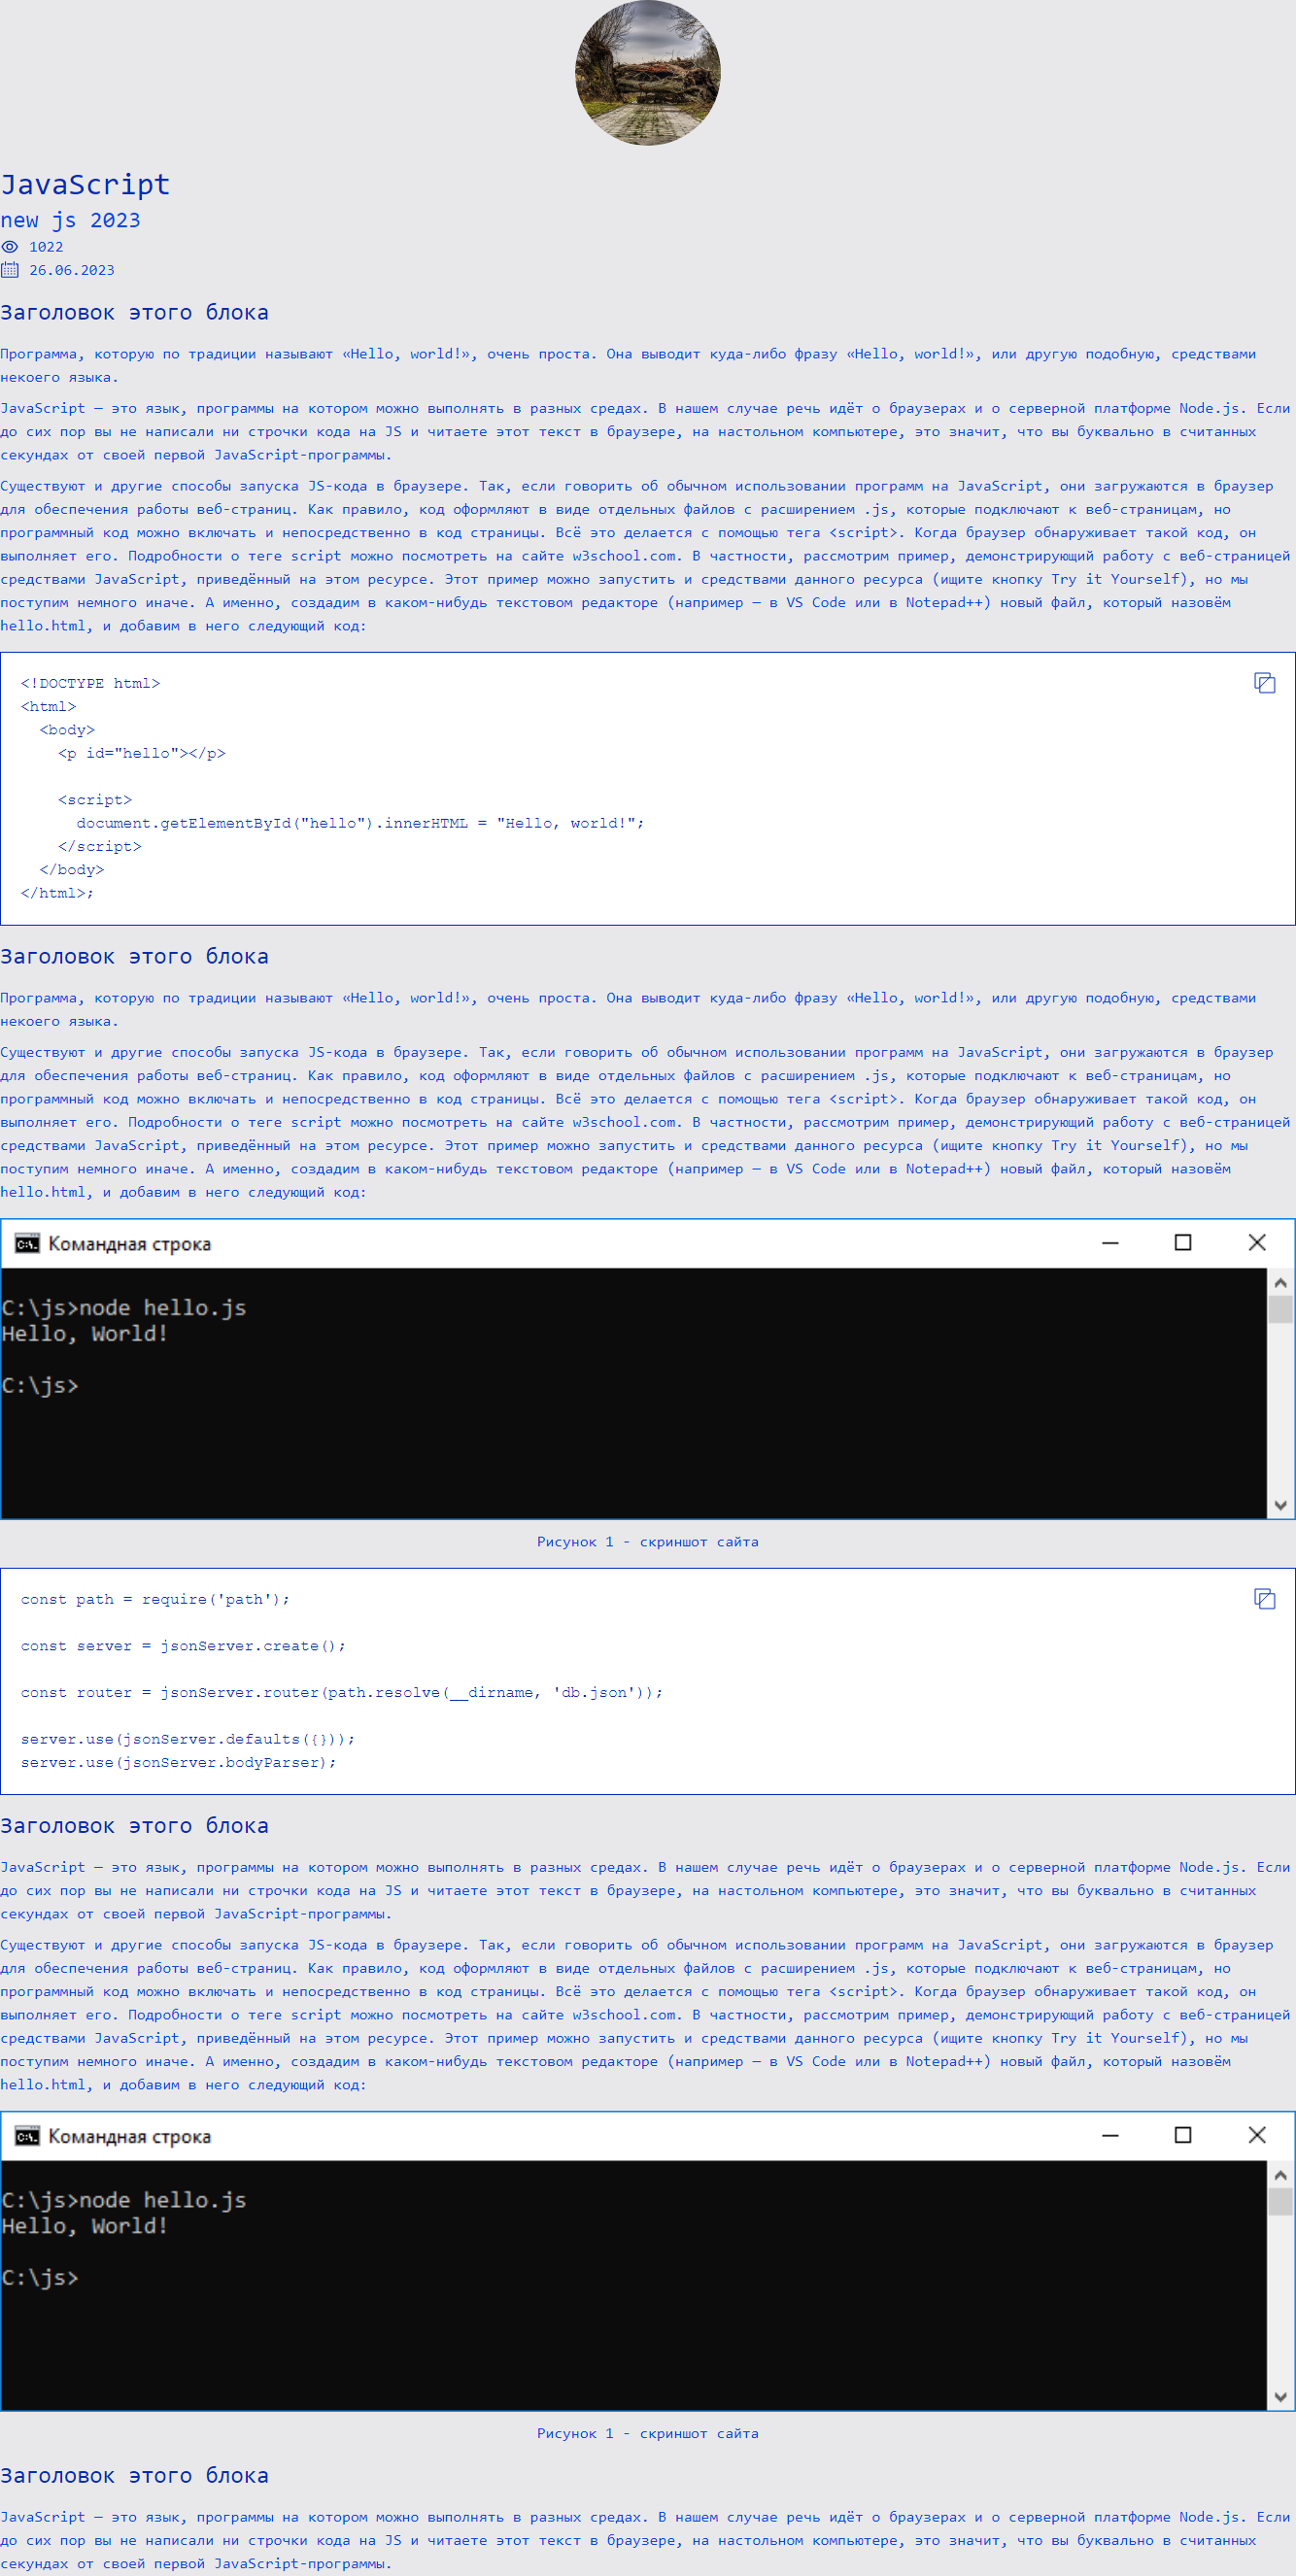 JavaScript
new js 2023
1022
26.06.2023
Заголовок этого блока
Программа, которую по традиции называют «Hello, world!», очень проста. Она выводит куда-либо фразу «Hello, world!», или другую подобную, средствами
некоего языка.
JavaScript — это язык, программы на котором можно выполнять в разных средах. В нашем случае речь идёт о браузерах и о серверной платформе Node.js. Если
до сих пор вы не написали ни строчки кода на JS и читаете этот текст в браузере, на настольном компьютере, это значит, что вы буквально в считанных
секундах от своей первой JavaScript-программы.
Существуют и другие способы запуска JS-кода в браузере. Так, если говорить об обычном использовании программ на JavaScript, они загружаются в браузер
для обеспечения работы веб-страниц. Как правило, код оформляют в виде отдельных файлов с расширением .js, которые подключают к веб-страницам, но
программный код можно включать и непосредственно в код страницы. Всё это делается с помощью тега <script>. Когда браузер обнаруживает такой код, он
выполняет его. Подробности о теге script можно посмотреть на сайте w3school.com. В частности, рассмотрим пример, демонстрирующий работу с веб-страницей
средствами JavaScript, приведённый на этом ресурсе. Этот пример можно запустить и средствами данного ресурса (ищите кнопку Try it Yourself), но мы
поступим немного иначе. А именно, создадим в каком-нибудь текстовом редакторе (например — в VS Code или в Notepad++) новый файл, который назовём
hello.html, и добавим в него следующий код:
<!DOCTYPE html>
<html>
  <body>
    <p id="hello"></p>
    <script>
      document.getElementById("hello").innerHTML = "Hello, world!";
    </script>
  </body>
</html>;
Заголовок этого блока
Программа, которую по традиции называют «Hello, world!», очень проста. Она выводит куда-либо фразу «Hello, world!», или другую подобную, средствами
некоего языка.
Существуют и другие способы запуска JS-кода в браузере. Так, если говорить об обычном использовании программ на JavaScript, они загружаются в браузер
для обеспечения работы веб-страниц. Как правило, код оформляют в виде отдельных файлов с расширением .js, которые подключают к веб-страницам, но
программный код можно включать и непосредственно в код страницы. Всё это делается с помощью тега <script>. Когда браузер обнаруживает такой код, он
выполняет его. Подробности о теге script можно посмотреть на сайте w3school.com. В частности, рассмотрим пример, демонстрирующий работу с веб-страницей
средствами JavaScript, приведённый на этом ресурсе. Этот пример можно запустить и средствами данного ресурса (ищите кнопку Try it Yourself), но мы
поступим немного иначе. А именно, создадим в каком-нибудь текстовом редакторе (например — в VS Code или в Notepad++) новый файл, который назовём
hello.html, и добавим в него следующий код:
Командная строка
C:\js>node hello.js
Hello, World!
C:\js>
Рисунок 1 - скриншот сайта
const path = require('path');
const server = jsonServer.create();
const router = jsonServer.router(path.resolve(__dirname, 'db.json'));
server.use(jsonServer.defaults({}));
server.use(jsonServer.bodyParser);
Заголовок этого блока
JavaScript — это язык, программы на котором можно выполнять в разных средах. В нашем случае речь идёт о браузерах и о серверной платформе Node.js. Если
до сих пор вы не написали ни строчки кода на JS и читаете этот текст в браузере, на настольном компьютере, это значит, что вы буквально в считанных
секундах от своей первой JavaScript-программы.
Существуют и другие способы запуска JS-кода в браузере. Так, если говорить об обычном использовании программ на JavaScript, они загружаются в браузер
для обеспечения работы веб-страниц. Как правило, код оформляют в виде отдельных файлов с расширением .js, которые подключают к веб-страницам, но
программный код можно включать и непосредственно в код страницы. Всё это делается с помощью тега <script>. Когда браузер обнаруживает такой код, он
выполняет его. Подробности о теге script можно посмотреть на сайте w3school.com. В частности, рассмотрим пример, демонстрирующий работу с веб-страницей
средствами JavaScript, приведённый на этом ресурсе. Этот пример можно запустить и средствами данного ресурса (ищите кнопку Try it Yourself), но мы
поступим немного иначе. А именно, создадим в каком-нибудь текстовом редакторе (например — в VS Code или в Notepad++) новый файл, который назовём
hello.html, и добавим в него следующий код:
Командная строка
C:\js>node hello.js
Hello, World!
C:\js>
Рисунок 1 - скриншот сайта
Заголовок этого блока
JavaScript — это язык, программы на котором можно выполнять в разных средах. В нашем случае речь идёт о браузерах и о серверной платформе Node.js. Если
до сих пор вы не написали ни строчки кода на JS и читаете этот текст в браузере, на настольном компьютере, это значит, что вы буквально в считанных
секундах от своей первой JavaScript-программы.